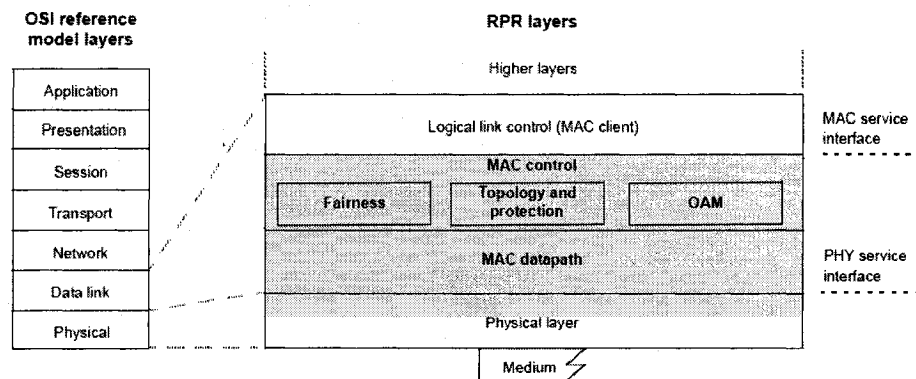 OSI reference
model layers
RPR layers
Application
Presentation
Session
Transport
Network
Data link
Physical
Higher layers
Logical link control (MAC client)
MAC control
Fairness
Topology and
protection
OAM
MAC datapath
Physical layer
Medium
MAC service
interface
PHY service
interface